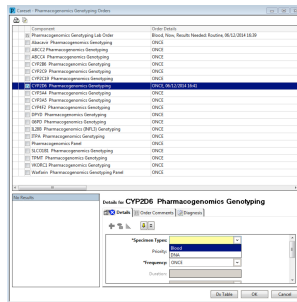 Careset - Pharmacogenomics Genotyping Orders
Component Order Details
Pharmacogenomics Genotyping Lab Order Blood, Now, Results Needed: Routine, 06/12/2014 16:39
Abacavir Pharmacogenomics Genotyping ONCE
ABCC2 Pharmacogenomics Genotyping ONCE
ABCC4 Pharmacogenomics Genotyping ONCE
CYP2B6 Pharmacogenomics Genotyping ONCE
CYP2C9 Pharmacogenomics Genotyping ONCE
CYP2C19 Pharmacogenomics Genotyping ONCE
CYP2D6 Pharmacogenomics Genotyping ONCE, 06/12/2014 16:41
CYP3A4 Pharmacogenomics Genotyping ONCE
CYP3A5 Pharmacogenomics Genotyping ONCE
CYP4F2 Pharmacogenomics Genotyping ONCE
DPYD Pharmacogenomics Genotyping ONCE
G6PD Pharmacogenomics Genotyping ONCE
IL28B Pharmacogenomics (INFL3) Genotyping ONCE
ITPA Pharmacogenomics Genotyping ONCE
Pharmacogenomics Panel ONCE
SLCO1B1 Pharmacogenomics Genotyping ONCE
TPMT Pharmacogenomics Genotyping ONCE
VKORC1 Pharmacogenomics Genotyping ONCE
Warfarin Pharmacogenomics Genotyping Panel ONCE
No Results
Details for CYP2D6 Pharmacogenomics Genotyping
Details Order Comments Diagnosis
*Specimen Types:
Blood
Priority: DNA
*Frequency: ONCE
Duration:
Dx Table OK Cancel